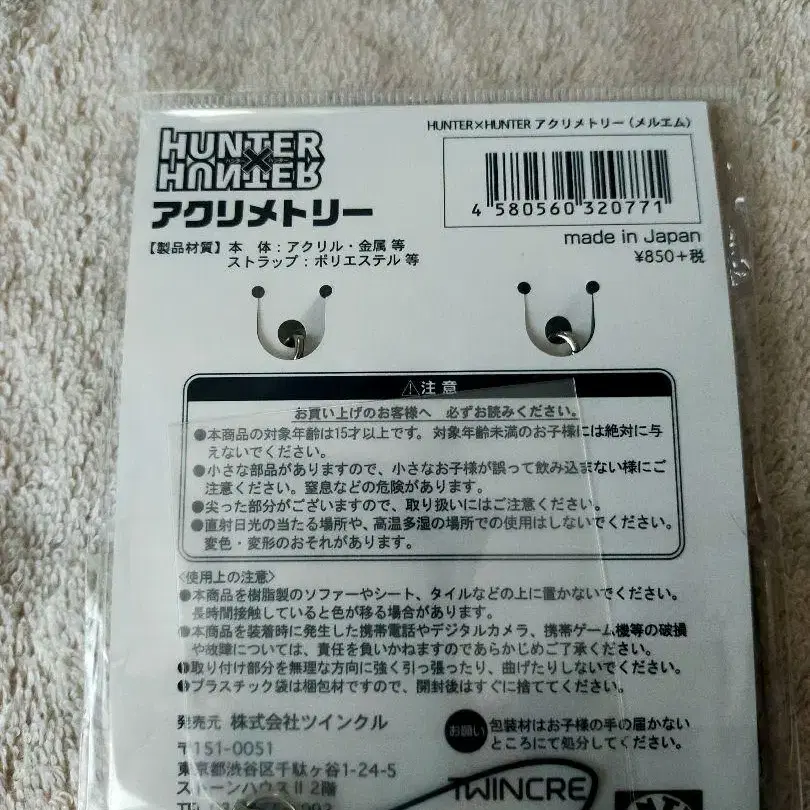 HUNTER×HUNTER アクリメトリー（メルエム）
HUNTER
×
HUNTER
アクリメトリー
4 580560 320771
made in Japan
¥850+税
【製品材質】本　体：アクリル・金属 等
ストラップ：ポリエステル 等
⚠注 意
お買い上げのお客様へ　必ずお読みください。
●本商品の対象年齢は15才以上です。対象年齢未満のお子様には絶対に与
えないでください。
●小さな部品がありますので、小さなお子様が誤って飲み込まない様にご
注意ください。窒息などの危険があります。
●尖った部分がございますので、取り扱いにはご注意ください。
●直射日光の当たる場所や、高温多湿の場所での使用はしないでください。
変色・変形のおそれがあります。
<使用上の注意>
●本商品を樹脂製のソファーやシート、タイルなどの上に置かないでください。
長時間接触していると色が移る場合があります。
●本商品を装着時に発生した携帯電話やデジタルカメラ、携帯ゲーム機等の破損
や故障については、責任を負いかねますのであらかじめご了承ください。
●取り付け部分を無理な方向に強く引っ張ったり、曲げたりしないでください。
●プラスチック袋は梱包材ですので、開封後はすぐに捨ててください。
発売元 株式会社ツインクル
〒151-0051
東京都渋谷区千駄ヶ谷1-24-5
ストーンハウスⅡ2階
お願い 包装材はお子様の手の届かない
ところにて処分してください。
TWINCRE